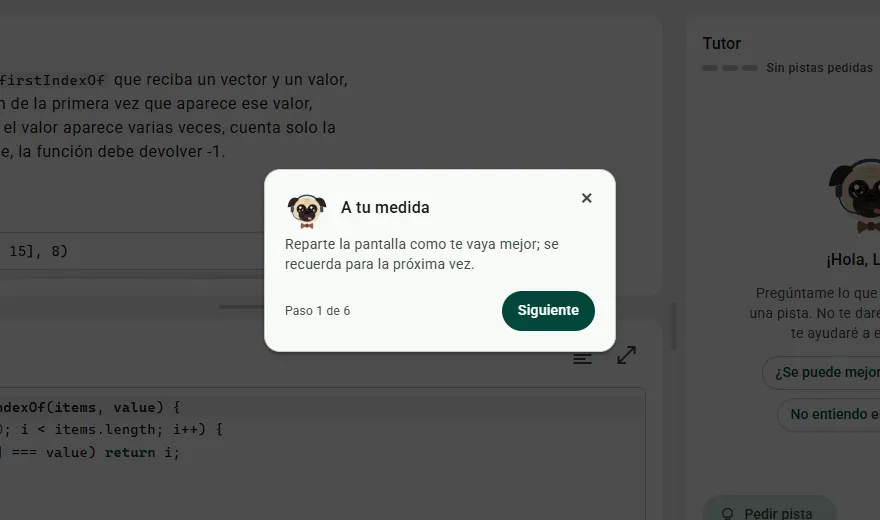 Tutor
Sin pistas pedidas
firstIndexOf que reciba un vector y un valor,
de la primera vez que aparece ese valor,
el valor aparece varias veces, cuenta solo la
la función debe devolver -1.
A tu medida
Reparte la pantalla como te vaya mejor; se
recuerda para la próxima vez.
Paso 1 de 6
Siguiente
15], 8)
ndexOf(items, value) {
; i < items.length; i++) {
=== value) return i;
¡Hola,
Pregúntame lo que
una pista. No te
te ayudaré a
¿Se puede
No entiendo
Pedir pista